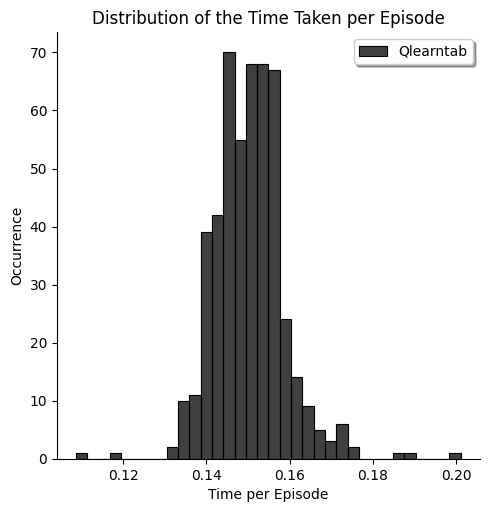 Distribution of the Time Taken per Episode
Qlearntab
70
60
50
40
30
20
10
0
Occurrence
0.12 0.14 0.16 0.18 0.20
Time per Episode